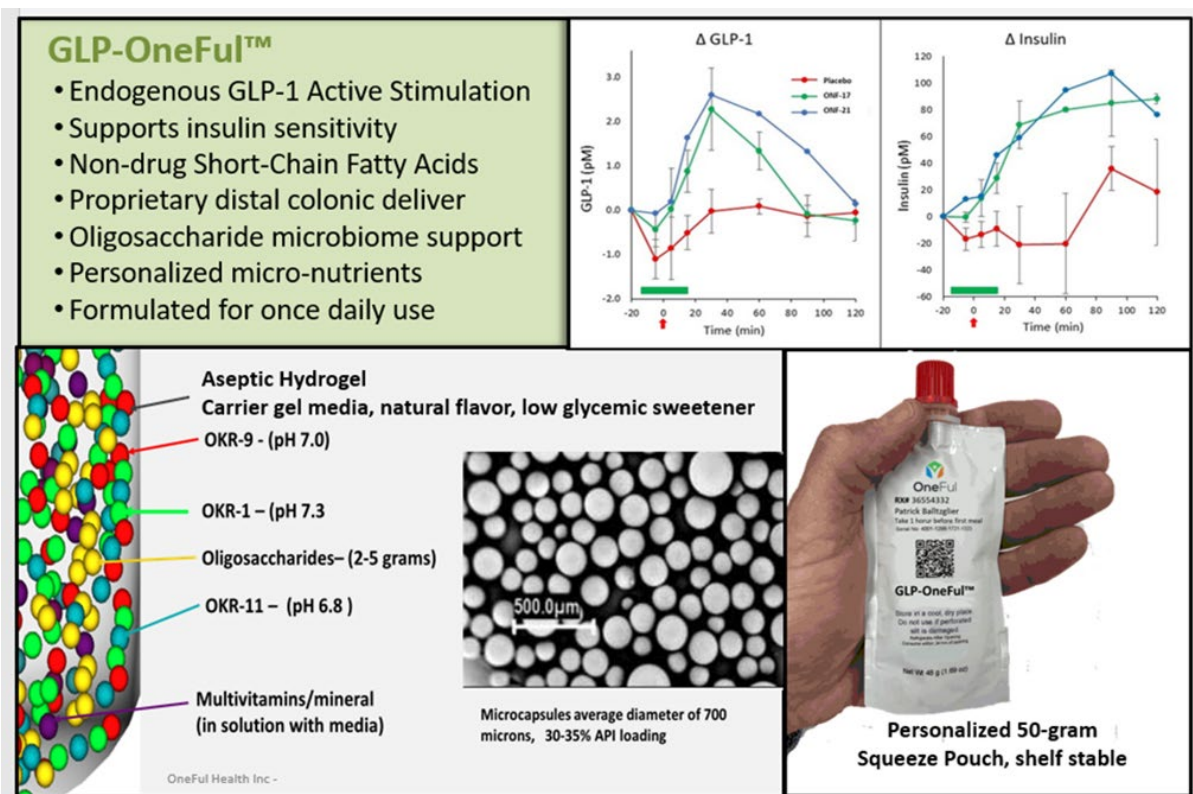 GLP-OneFul™
• Endogenous GLP-1 Active Stimulation
• Supports insulin sensitivity
• Non-drug Short-Chain Fatty Acids
• Proprietary distal colonic deliver
• Oligosaccharide microbiome support
• Personalized micro-nutrients
• Formulated for once daily use
Δ GLP-1
GLP-1 (pM)
3.0
2.0
1.0
0.0
-1.0
-2.0
Placebo
ONF-17
ONF-21
-20 0 20 40 60 80 100 120
Time (min)
Δ Insulin
Insulin (pM)
120
100
80
60
40
20
0
-20
-40
-60
-20 0 20 40 60 80 100 120
Time (min)
Aseptic Hydrogel
Carrier gel media, natural flavor, low glycemic sweetener
OKR-9 - (pH 7.0)
OKR-1 – (pH 7.3
Oligosaccharides– (2-5 grams)
OKR-11 – (pH 6.8 )
Multivitamins/mineral
(in solution with media)
OneFul Health Inc -
500.0µm
Microcapsules average diameter of 700
microns, 30-35% API loading
OneFul
RX# 36554332
Patrick Balltzglier
Take 1 horur before first meal
GLP-OneFul™
Store in a cool, dry place
Do not use if perforated
is damaged
Net Wt 48 g
Personalized 50-gram
Squeeze Pouch, shelf stable